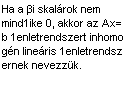 Ha a βi skalárok nem
mind1ike 0, akkor az Ax=
b 1enletrendszert inhomo
gén lineáris 1enletrendsz
ernek nevezzük.